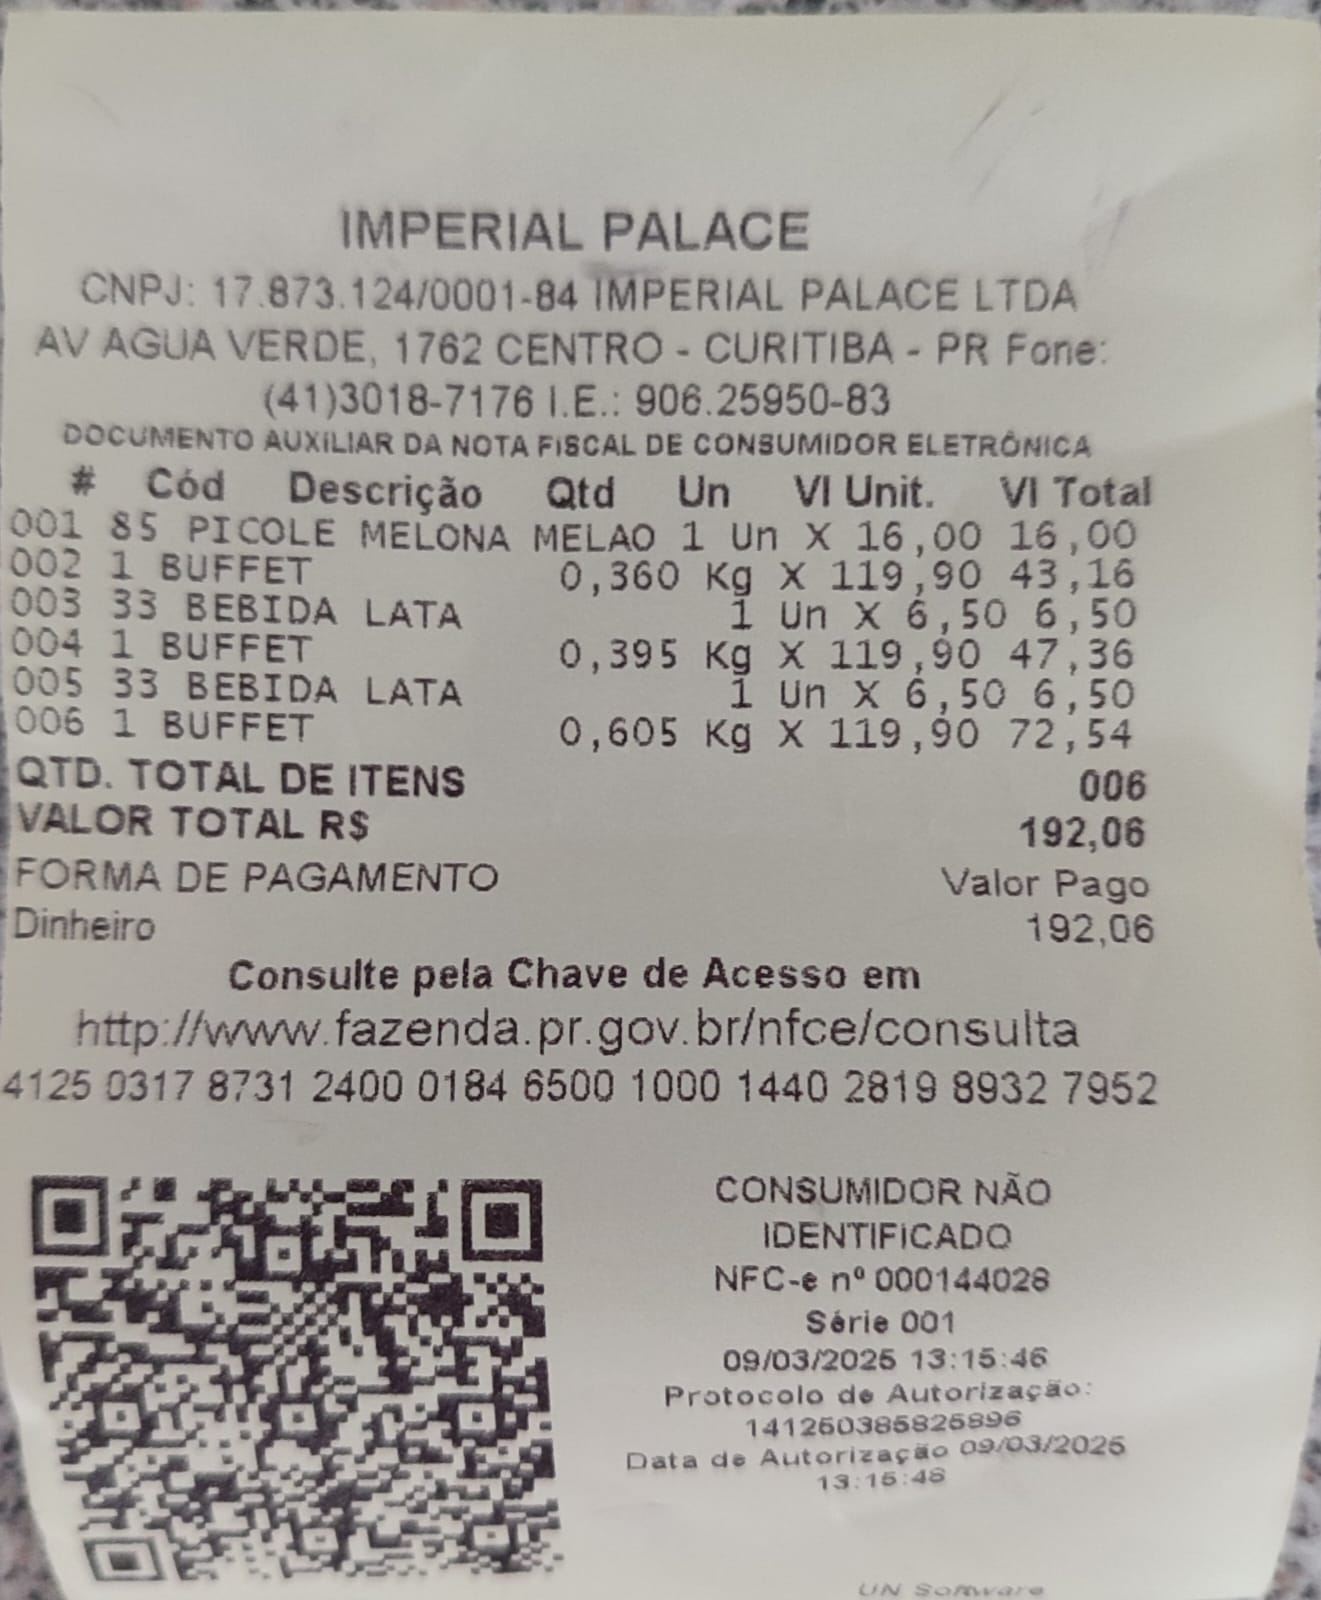 IMPERIAL PALACE
CNPJ: 17.873.124/0001-84 IMPERIAL PALACE LTDA
AV AGUA VERDE, 1762 CENTRO - CURITIBA - PR Fone:
(41)3018-7176 I.E.: 906.25950-83
DOCUMENTO AUXILIAR DA NOTA FISCAL DE CONSUMIDOR ELETRÔNICA
# Cód Descrição Qtd Un Vl Unit. Vl Total
001 85 PICOLE MELONA MELAO 1 Un X 16,00 16,00
002 1 BUFFET 0,360 Kg X 119,90 43,16
003 33 BEBIDA LATA 1 Un X 6,50 6,50
004 1 BUFFET 0,395 Kg X 119,90 47,36
005 33 BEBIDA LATA 1 Un X 6,50 6,50
006 1 BUFFET 0,605 Kg X 119,90 72,54
QTD. TOTAL DE ITENS 006
VALOR TOTAL R$ 192,06
FORMA DE PAGAMENTO Valor Pago
Dinheiro 192,06
Consulte pela Chave de Acesso em
http://www.fazenda.pr.gov.br/nfce/consulta
4125 0317 8731 2400 0184 6500 1000 1440 2819 8932 7952
CONSUMIDOR NÃO
IDENTIFICADO
NFC-e nº 000144028
Série 001
09/03/2025 13:15:46
Protocolo de Autorização:
141250385825896
Data de Autorização 09/03/2025
13:15:48
UN Software